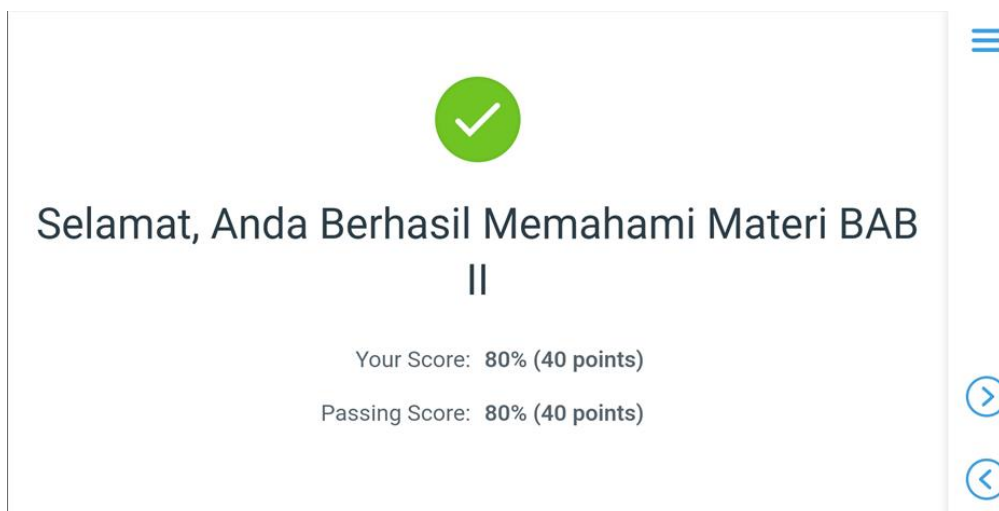 Selamat, Anda Berhasil Memahami Materi BAB
II
Your Score: 80% (40 points)
Passing Score: 80% (40 points)